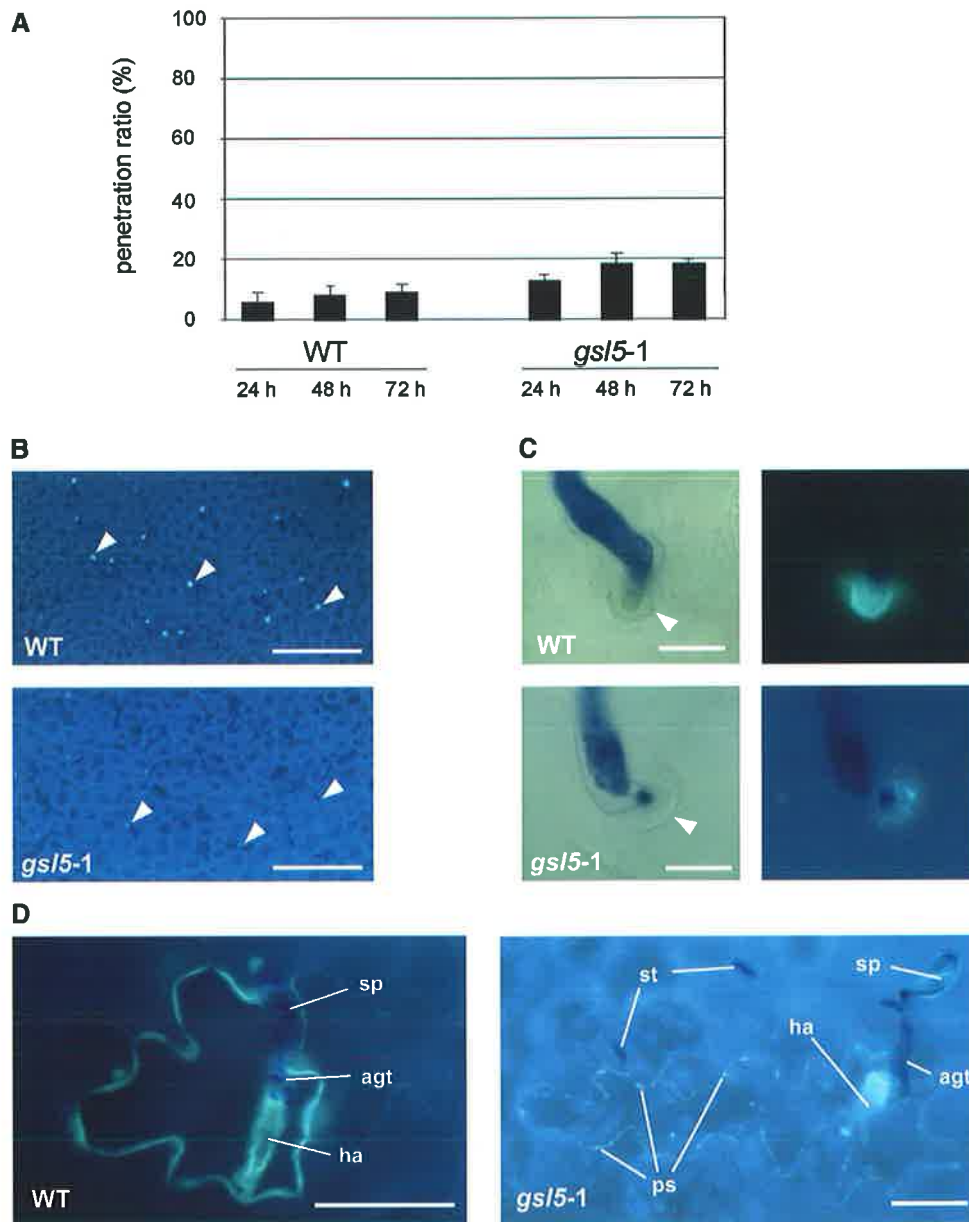 A
penetration ratio (%)
100
80
60
40
20
0
WT
gsl5-1
24 h 48 h 72 h 24 h 48 h 72 h
B
C
WT
WT
gsl5-1
gsl5-1
D
sp
agt
ha
WT
st
sp
ha
agt
ps
gsl5-1